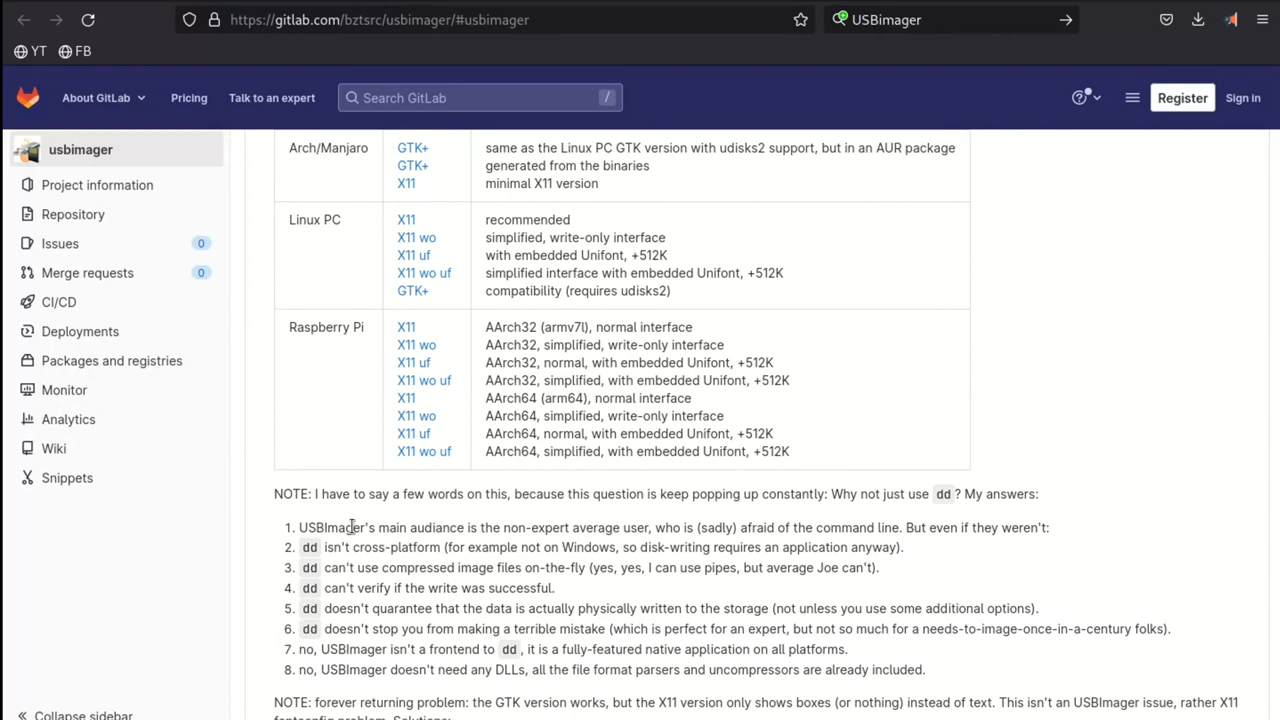 https://gitlab.com/bztsrc/usbimager/#usbimager
USBimager
YT
FB
About GitLab
Pricing
Talk to an expert
Search GitLab
/
Register
Sign in
usbimager
Project information
Repository
Issues 0
Merge requests 0
CI/CD
Deployments
Packages and registries
Monitor
Analytics
Wiki
Snippets
Collapse sidebar
Arch/Manjaro GTK+ same as the Linux PC GTK version with udisks2 support, but in an AUR package
GTK+ generated from the binaries
X11 minimal X11 version
Linux PC X11 recommended
X11 wo simplified, write-only interface
X11 uf with embedded Unifont, +512K
X11 wo uf simplified interface with embedded Unifont, +512K
GTK+ compatibility (requires udisks2)
Raspberry Pi X11 AArch32 (armv7l), normal interface
X11 wo AArch32, simplified, write-only interface
X11 uf AArch32, normal, with embedded Unifont, +512K
X11 wo uf AArch32, simplified, with embedded Unifont, +512K
X11 AArch64 (arm64), normal interface
X11 wo AArch64, simplified, write-only interface
X11 uf AArch64, normal, with embedded Unifont, +512K
X11 wo uf AArch64, simplified, with embedded Unifont, +512K
NOTE: I have to say a few words on this, because this question is keep popping up constantly: Why not just use dd ? My answers:
1. USBImager's main audiance is the non-expert average user, who is (sadly) afraid of the command line. But even if they weren't:
2. dd isn't cross-platform (for example not on Windows, so disk-writing requires an application anyway).
3. dd can't use compressed image files on-the-fly (yes, yes, I can use pipes, but average Joe can't).
4. dd can't verify if the write was successful.
5. dd doesn't quarantee that the data is actually physically written to the storage (not unless you use some additional options).
6. dd doesn't stop you from making a terrible mistake (which is perfect for an expert, but not so much for a needs-to-image-once-in-a-century folks).
7. no, USBImager isn't a frontend to dd , it is a fully-featured native application on all platforms.
8. no, USBImager doesn't need any DLLs, all the file format parsers and uncompressors are already included.
NOTE: forever returning problem: the GTK version works, but the X11 version only shows boxes (or nothing) instead of text. This isn't an USBImager issue, rather X11
fontconfig problem. Solutions: